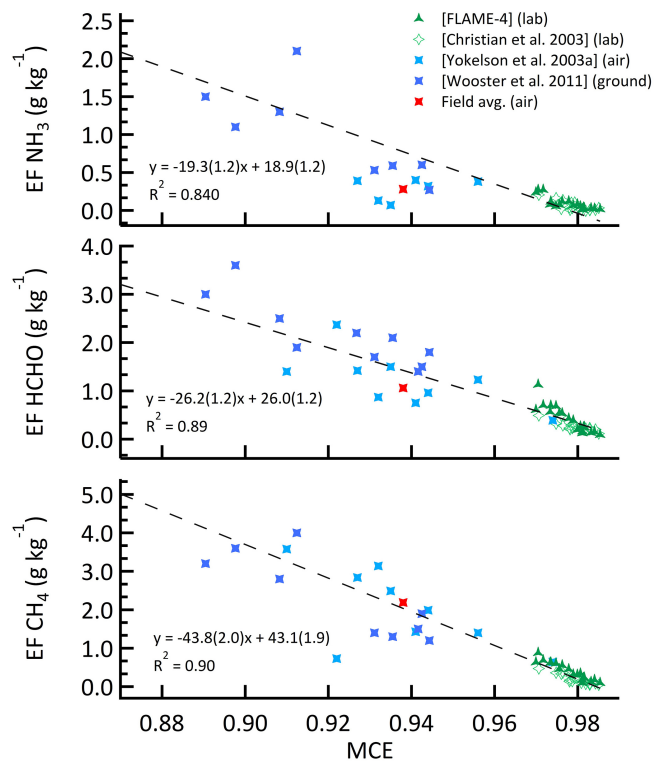 [FLAME-4] (lab)
[Christian et al. 2003] (lab)
[Yokelson et al. 2003a] (air)
[Wooster et al. 2011] (ground)
Field avg. (air)
EF NH3 (g kg-1)
2.5
2.0
1.5
1.0
0.5
0.0
y = -19.3(1.2)x + 18.9(1.2)
R2 = 0.840
EF HCHO (g kg-1)
4.0
3.0
2.0
1.0
0.0
y = -26.2(1.2)x + 26.0(1.2)
R2 = 0.89
EF CH4 (g kg-1)
5.0
4.0
3.0
2.0
1.0
0.0
y = -43.8(2.0)x + 43.1(1.9)
R2 = 0.90
0.88 0.90 0.92 0.94 0.96 0.98
MCE